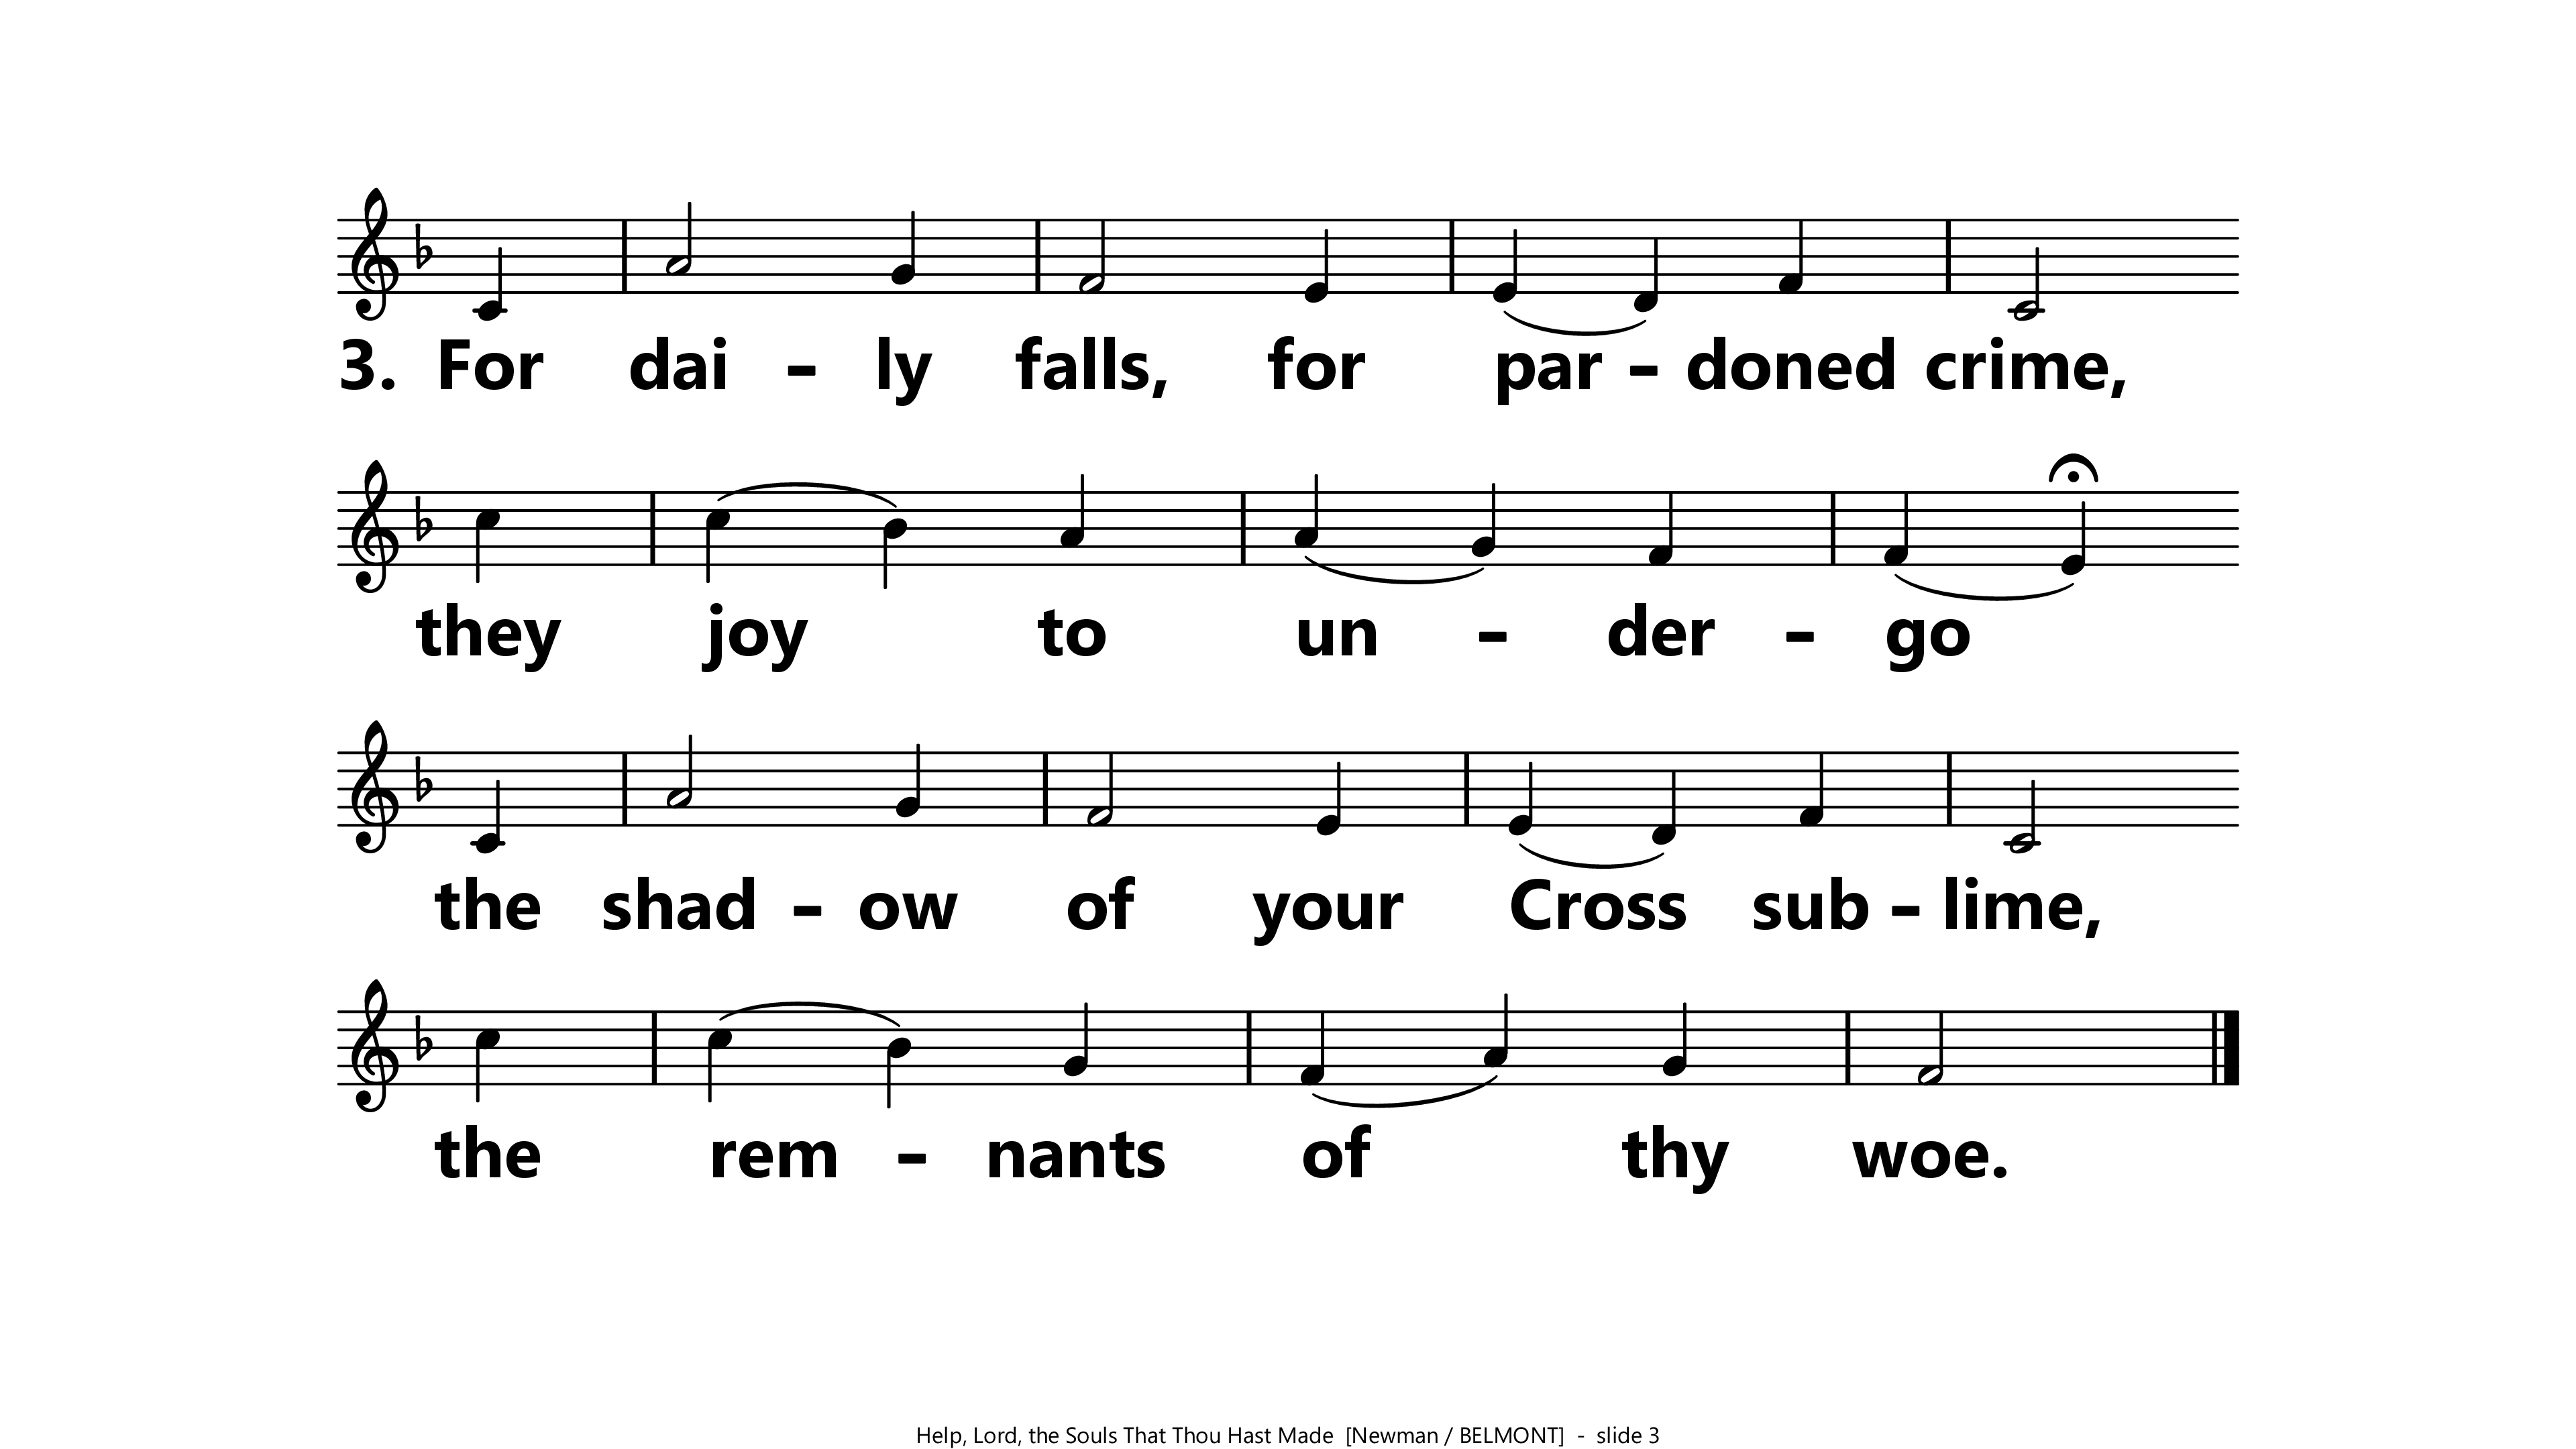 3. For dai – ly falls, for par – doned crime,
they joy to un – der – go
the shad – ow of your Cross sub – lime,
the rem – nants of thy woe.
Help, Lord, the Souls That Thou Hast Made [Newman / BELMONT] - slide 3